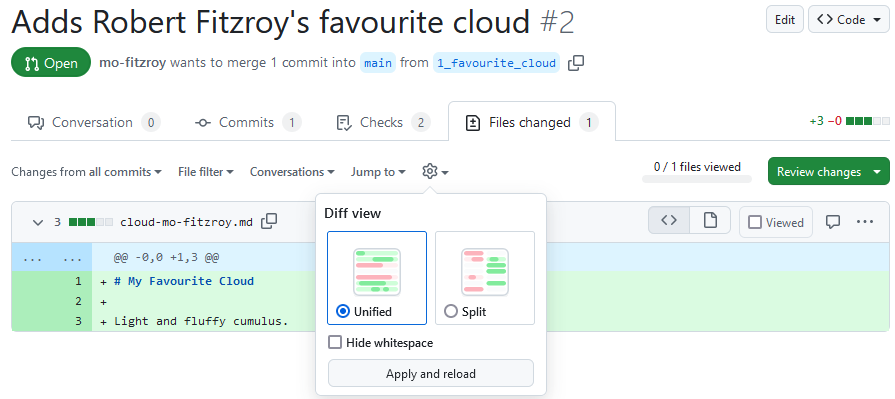 Adds Robert Fitzroy's favourite cloud #2
Edit
<> Code
Open
mo-fitzroy wants to merge 1 commit into main from 1_favourite_cloud
Conversation 0
Commits 1
Checks 2
Files changed 1
+3 −0
Changes from all commits
File filter
Conversations
Jump to
0 / 1 files viewed
Review changes
3 cloud-mo-fitzroy.md
Viewed
...
... ... @@ -0,0 +1,3 @@
1 + # My Favourite Cloud
2 +
3 + Light and fluffy cumulus.
Diff view
Unified
Split
Hide whitespace
Apply and reload